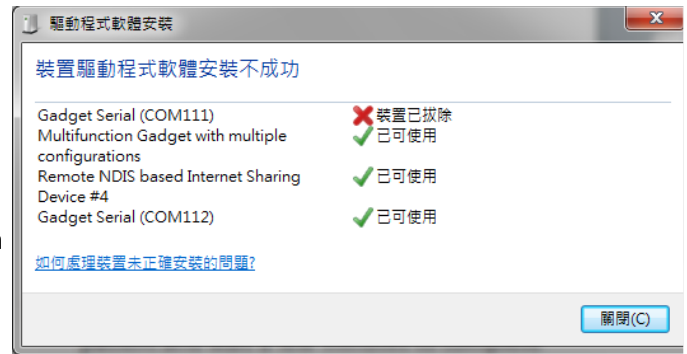 驅動程式軟體安裝
裝置驅動程式軟體安裝不成功
Gadget Serial (COM111) 裝置已拔除
Multifunction Gadget with multiple 已可使用
configurations
Remote NDIS based Internet Sharing 已可使用
Device #4
Gadget Serial (COM112) 已可使用
如何處理裝置未正確安裝的問題?
關閉(C)